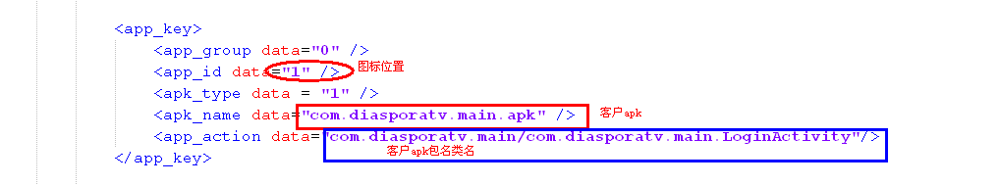 <app_key>
<app_group data="0" />
<app_id data="1" /> 图标位置
<apk_type data = "1" />
<apk_name data="com.diasporatv.main.apk" /> 客户apk
<app_action data="com.diasporatv.main/com.diasporatv.main.LoginActivity"/>
客户apk包名类名
</app_key>